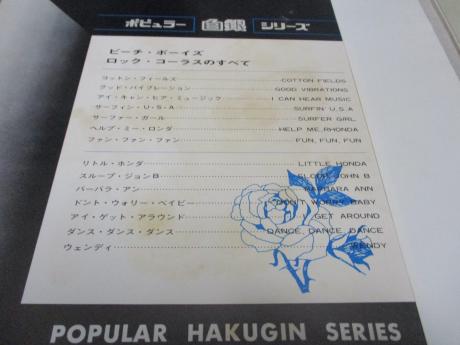 ポピュラー 白銀 シリーズ
ビーチ・ボーイズ
ロック・コーラスのすべて
コットン・フィールズ COTTON FIELDS
グッド・バイブレーション GOOD VIBRATIONS
アイ・キャン・ヒア・ミュージック I CAN HEAR MUSIC
サーフィン・U・S・A SURFIN' U.S.A
サーファー・ガール SURFER GIRL
ヘルプ・ミー・ロンダ HELP ME, RHONDA
ファン・ファン・ファン FUN, FUN, FUN
リトル・ホンダ LITTLE HONDA
スループ・ジョンB SLOOP JOHN B
バーバラ・アン BARBARA ANN
ドント・ウォリー・ベイビー DON'T WORRY BABY
アイ・ゲット・アラウンド GET AROUND
ダンス・ダンス・ダンス DANCE, DANCE, DANCE
ウェンディ WENDY
POPULAR HAKUGIN SERIES